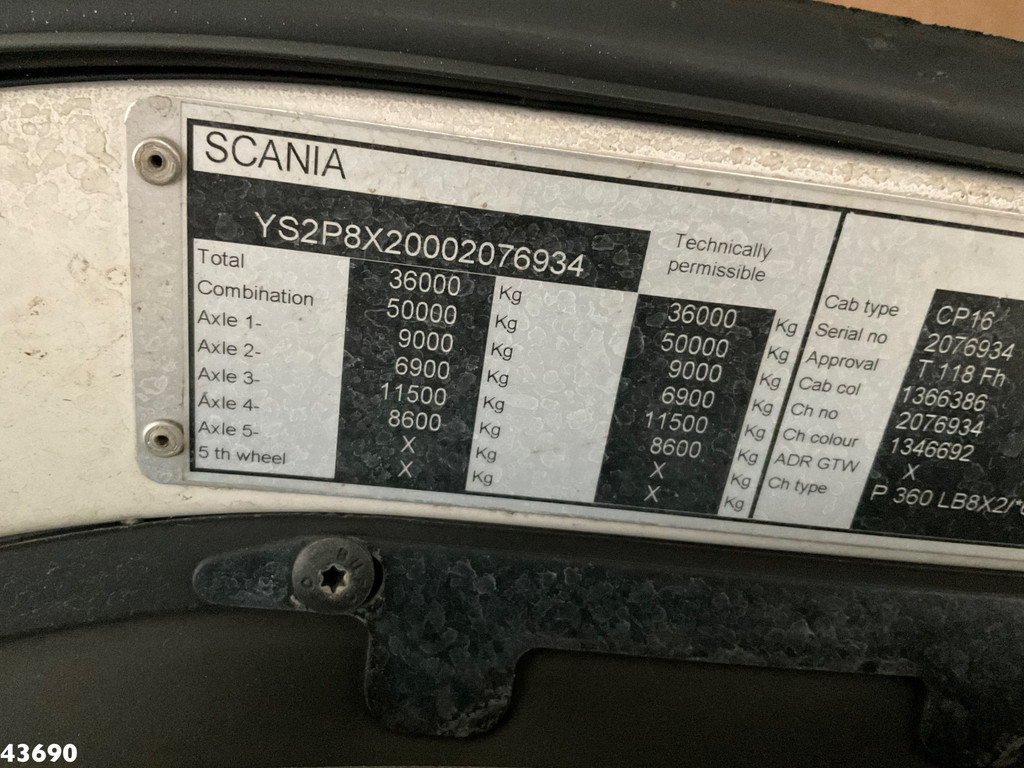 SCANIA
YS2P8X20002076934
Technically
permissible
Total 36000 Kg 36000 Kg
Combination 50000 Kg 50000 Kg
Axle 1- 9000 Kg 9000 Kg
Axle 2- 6900 Kg 6900 Kg
Axle 3- 11500 Kg 11500 Kg
Axle 4- 8600 Kg 8600 Kg
Axle 5- X Kg X Kg
5 th wheel X Kg X Kg
Cab type CP16
Serial no 2076934
Approval T 118 Fh
Cab col 1366386
Ch no 2076934
Ch colour 1346692
ADR GTW X
Ch type P 360 LB8X2/*
43690